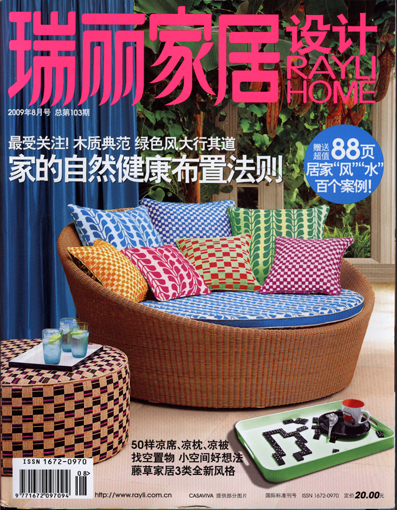 瑞丽家居设计
RAYLI
HOME
2009年8月号 总第103期
最受关注! 木质典范 绿色风大行其道
家的自然健康布置法则
赠送
超值
88页
居家“风”“水”
百个案例!
50样凉席、凉枕、凉被
找空置物 小空间好想法
藤草家居3类全新风格
ISSN 1672-0970
08
9 771672 097094
http://www.rayli.com.cn
CASAVIVA 提供部分图片
国际标准刊号 ISSN 1672-0970
定价 20.00元